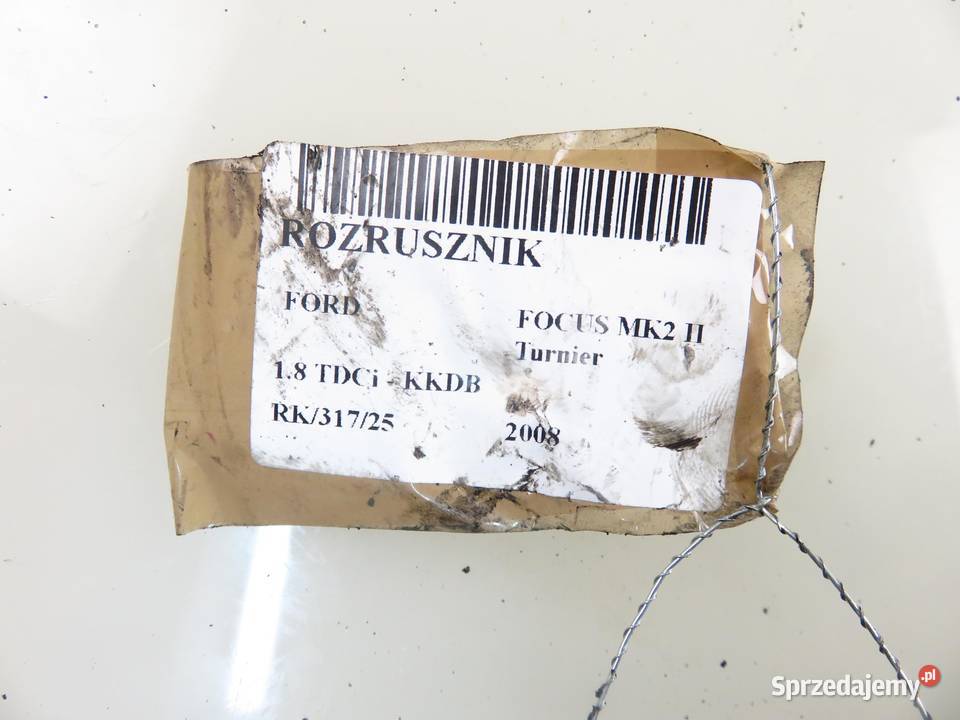 ROZRUSZNIK
FORD
FOCUS MK2 II
Turnier
1.8 TDCi - KKDB
RK/317/25
2008
Sprzedajemy.pl